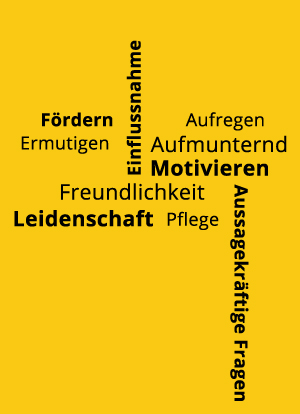 Einflussnahme
Fördern
Aufregen
Ermutigen
Aufmunternd
Motivieren
Freundlichkeit
Leidenschaft
Pflege
Aussagekräftige Fragen